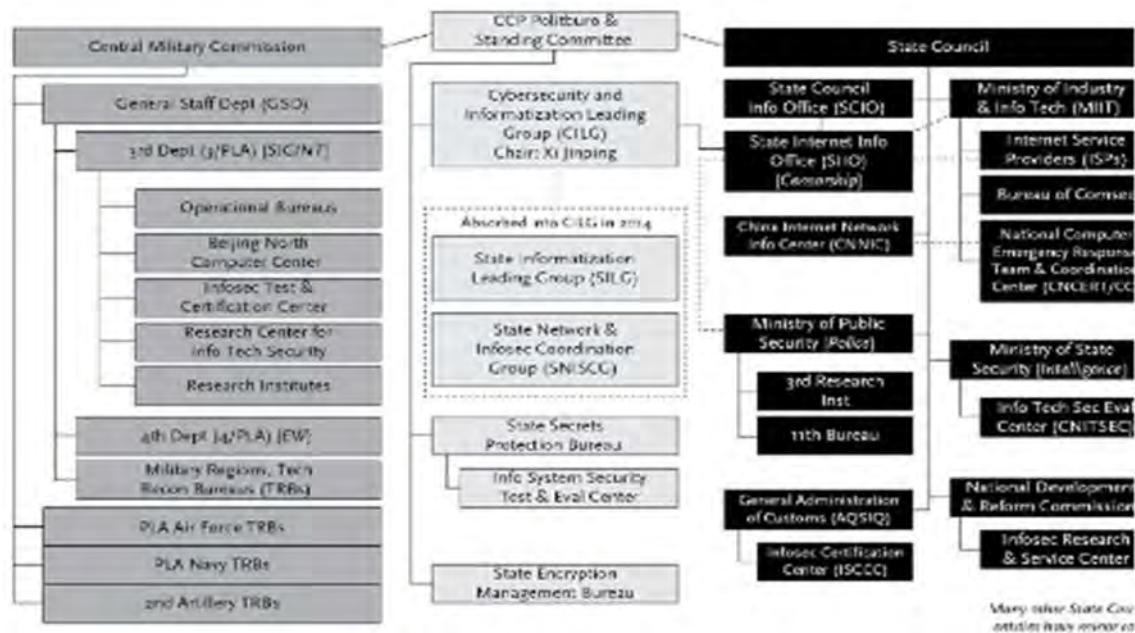 CCP Politburo &
Standing Committee
Central Military Commission
General Staff Dept (GSD)
3rd Dept (3/PLA) [SIGINT]
Operational Bureaus
Beijing North
Computer Center
Infosec Test &
Certification Center
Research Center for
Info Tech Security
Research Institutes
4th Dept (4/PLA) [EW]
Military Regions, Tech
Recon Bureaus (TRBs)
PLA Air Force TRBs
PLA Navy TRBs
2nd Artillery TRBs
Cybersecurity and
Informatization Leading
Group (CILG)
Chair: Xi Jinping
Absorbed into CILG in 2014
State Informatization
Leading Group (SILG)
State Network &
Infosec Coordination
Group (SNISCG)
State Secrets
Protection Bureau
Info System Security
Test & Eval Center
State Encryption
Management Bureau
State Council
State Council
Info Office (SCIO)
State Internet Info
Office (SIIO)
[Censorship]
China Internet Network
Info Center (CNNIC)
Ministry of Public
Security [Police]
3rd Research
Inst
11th Bureau
General Administration
of Customs (AQSIQ)
Infosec Certification
Center (ISCCC)
Ministry of Industry
& Info Tech (MIIT)
Internet Service
Providers (ISPs)
Bureau of Comsec
National Computer
Emergency Response
Team & Coordination
Center (CNCERT/CC
Ministry of State
Security [Intelligence]
Info Tech Sec Eval
Center (CNITSEC)
National Development
& Reform Commission
Infosec Research
& Service Center
Many other State Cou
entities have